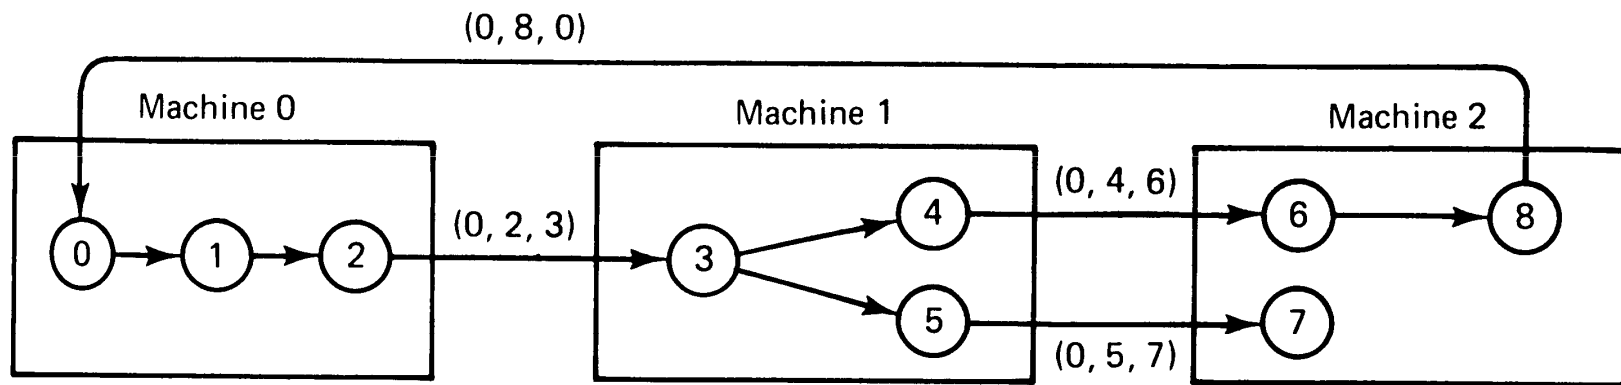 (0, 8, 0)
Machine 0
Machine 1
Machine 2
(0, 2, 3)
(0, 4, 6)
0
1
2
3
4
5
6
8
7
(0, 5, 7)